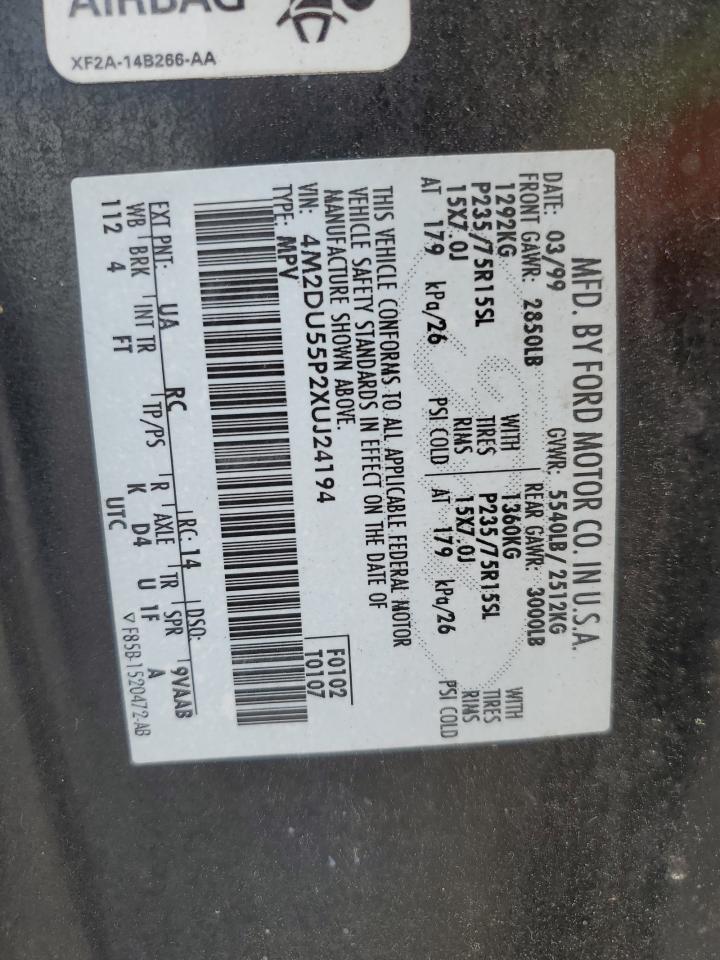 AIRBAG
XF2A-14B266-AA
MFD. BY FORD MOTOR CO. IN U.S.A.
DATE: 03/99 GVWR: 5540LB/ 2512KG
FRONT GAWR: 2850LB REAR GAWR: 3000LB
1292KG WITH 1360KG WITH
P235/75R15SL TIRES P235/75R15SL TIRES
15X7.0J RIMS 15X7.0J RIMS
AT 179 kPa/26 PSI COLD AT 179 kPa/26 PSI COLD
THIS VEHICLE CONFORMS TO ALL APPLICABLE FEDERAL MOTOR
VEHICLE SAFETY STANDARDS IN EFFECT ON THE DATE OF
MANUFACTURE SHOWN ABOVE.
VIN: 4M2DU55P2XUJ24194
TYPE: MPV
F0102
T0107
EXT PNT: UA RC RC: 14 DSO:
WB BRK INT TR TP/PS R AXLE TR SPR 9VAAB
112 4 FT K D4 U 1F A
UTC
▽ F85B-1520472-AB